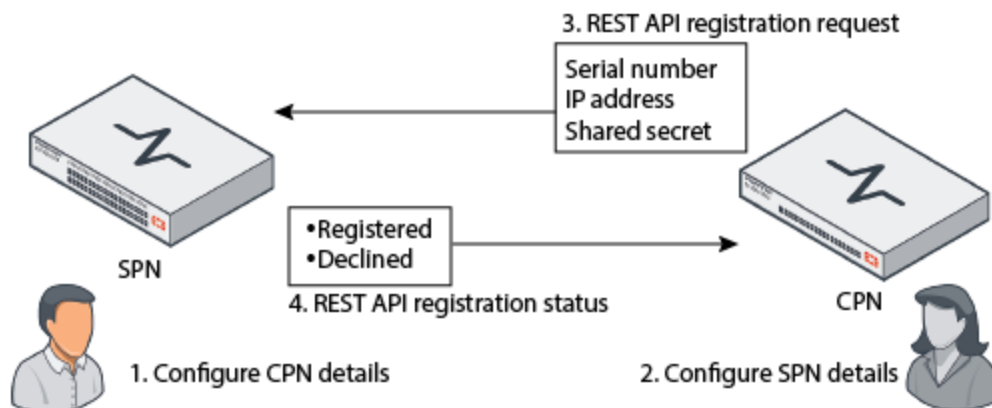 3. REST API registration request
Serial number
IP address
Shared secret
•Registered
•Declined
4. REST API registration status
SPN
CPN
1. Configure CPN details
2. Configure SPN details